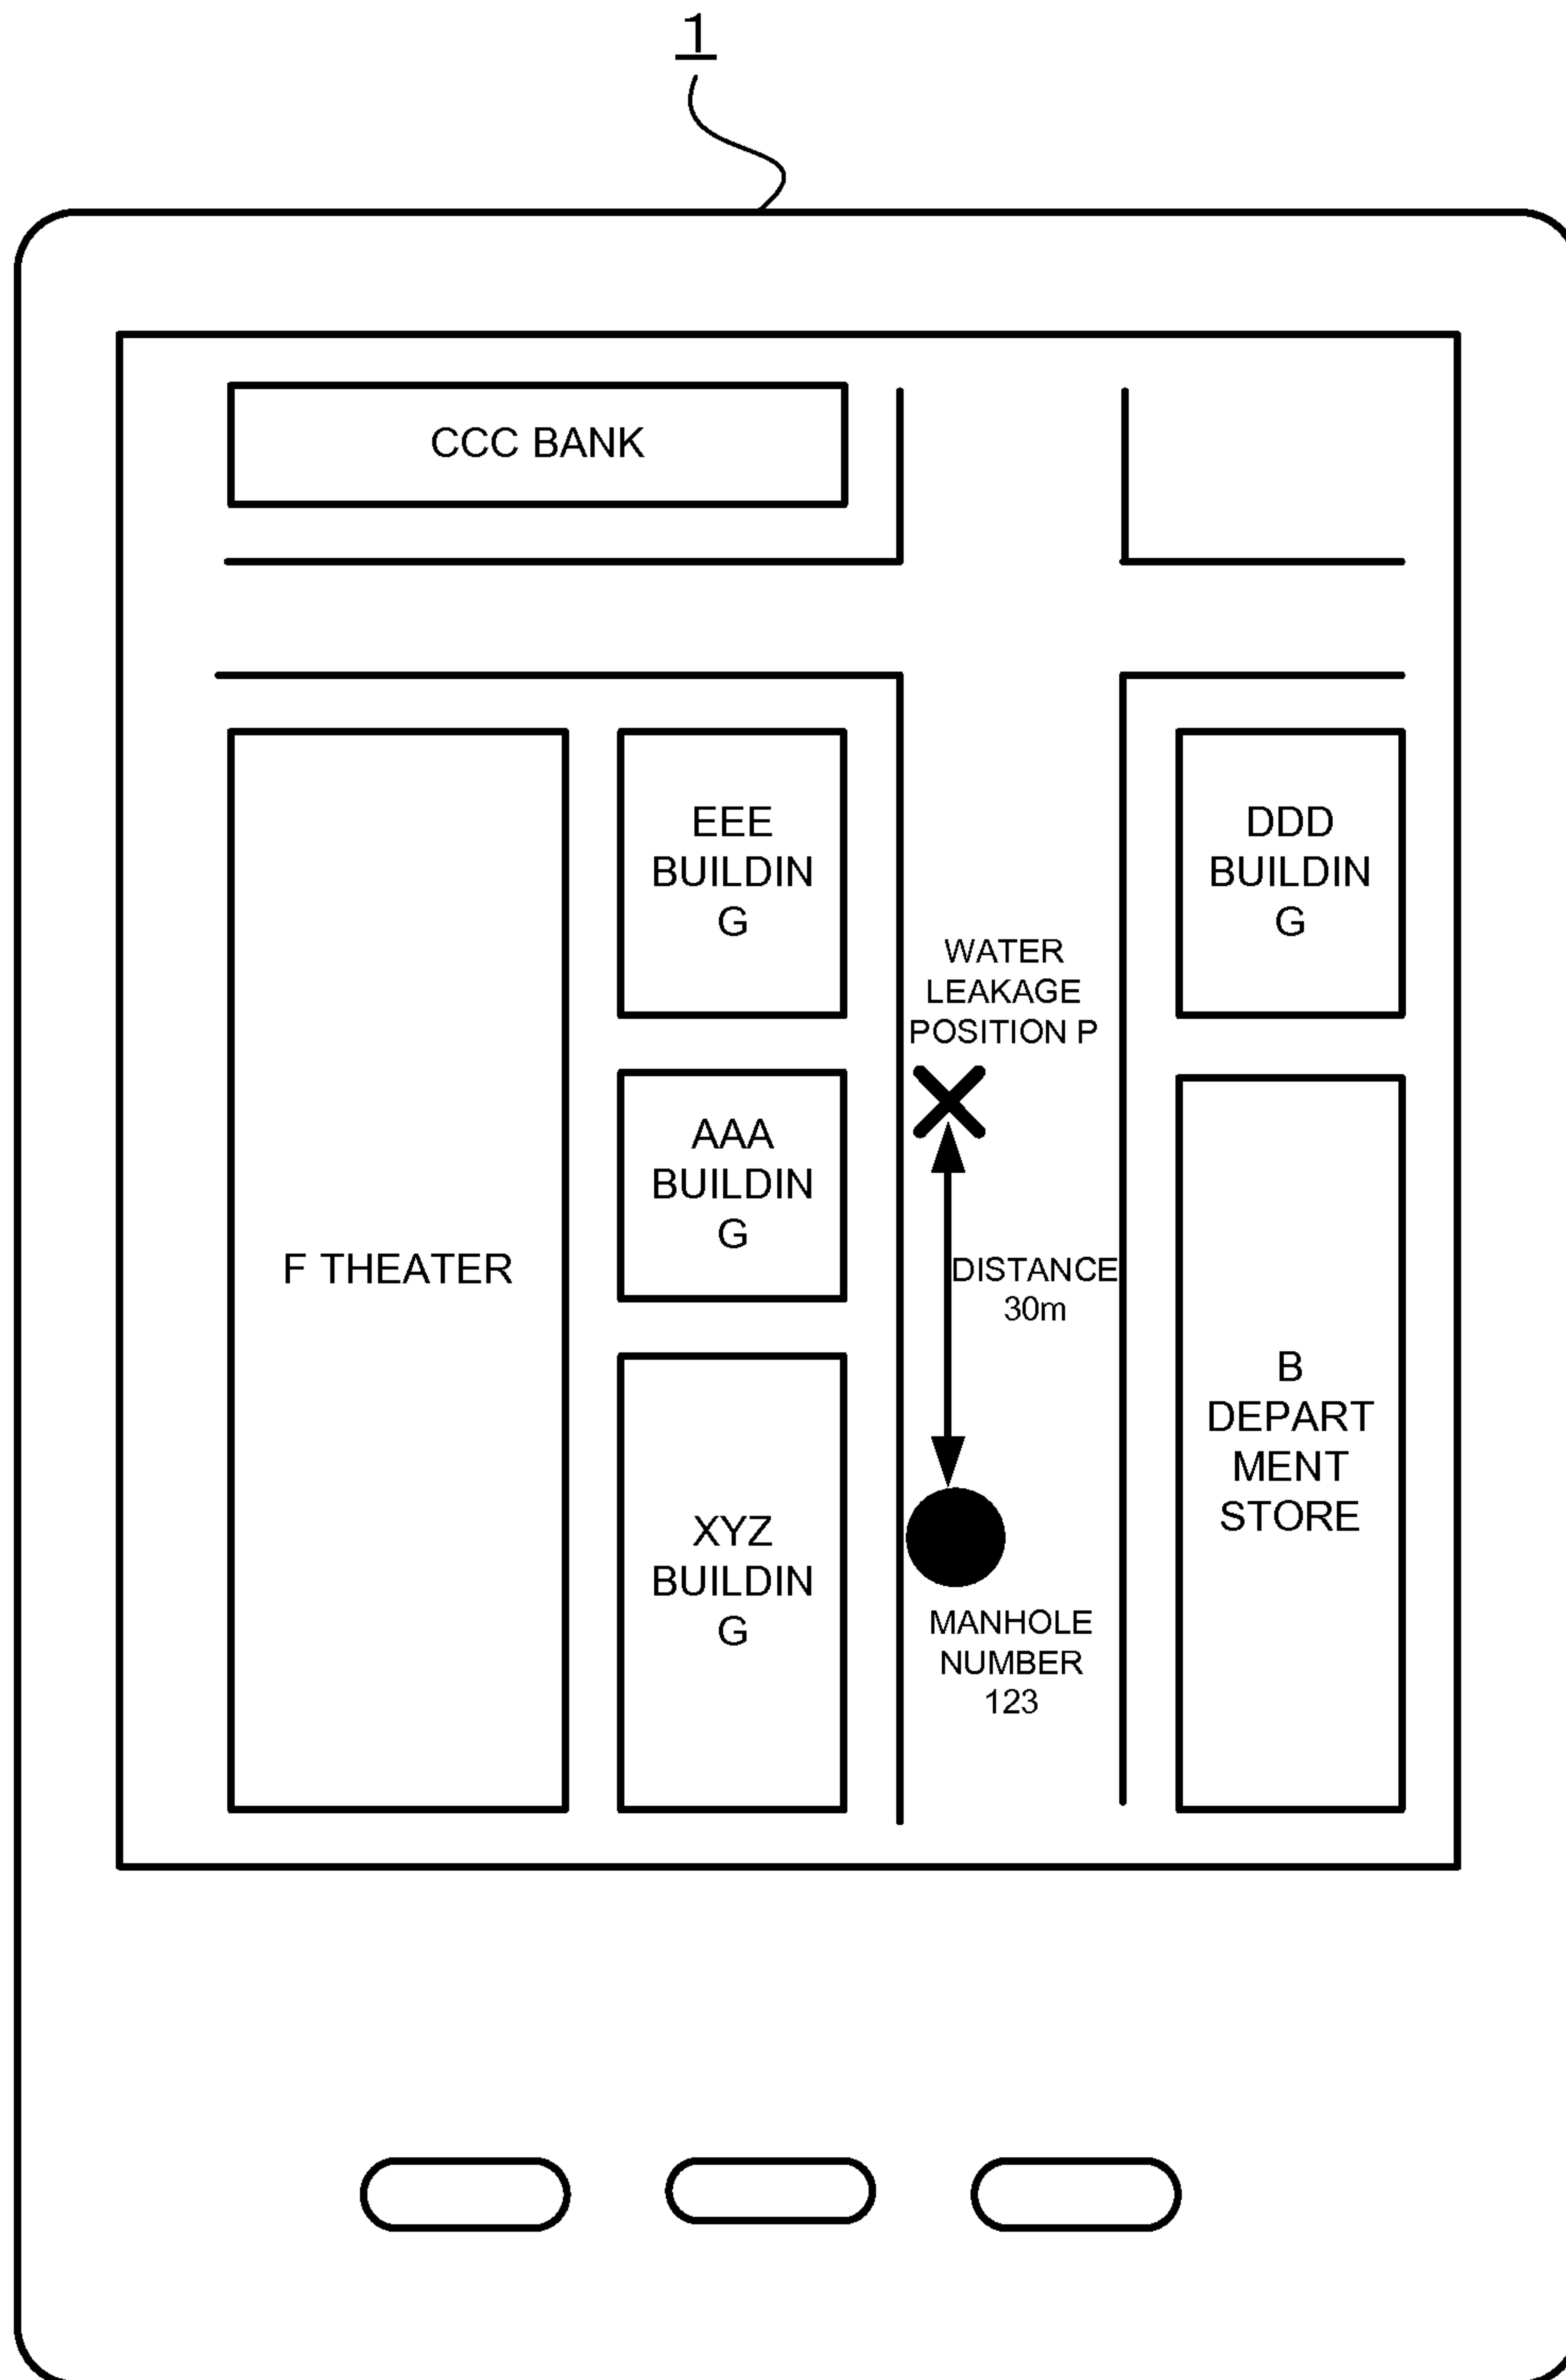 1
CCC BANK
EEE
BUILDIN
G
DDD
BUILDIN
G
WATER
LEAKAGE
POSITION P
AAA
BUILDIN
G
F THEATER
DISTANCE
30m
B
DEPART
MENT
STORE
XYZ
BUILDIN
G
MANHOLE
NUMBER
123